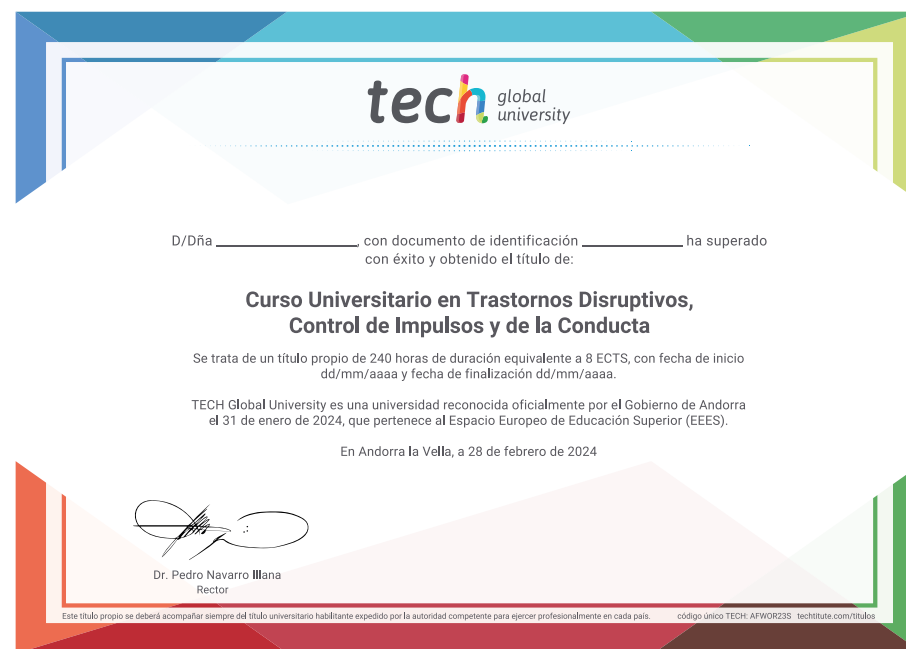 tech global university
D/Dña ________________, con documento de identificación ____________ ha superado
con éxito y obtenido el título de:
Curso Universitario en Trastornos Disruptivos,
Control de Impulsos y de la Conducta
Se trata de un título propio de 240 horas de duración equivalente a 8 ECTS, con fecha de inicio
dd/mm/aaaa y fecha de finalización dd/mm/aaaa.
TECH Global University es una universidad reconocida oficialmente por el Gobierno de Andorra
el 31 de enero de 2024, que pertenece al Espacio Europeo de Educación Superior (EEES).
En Andorra la Vella, a 28 de febrero de 2024
Dr. Pedro Navarro Illana
Rector
Este título propio se deberá acompañar siempre del título universitario habilitante expedido por la autoridad competente para ejercer profesionalmente en cada país. código único TECH: AFWOR23S techtitute.com/titulos